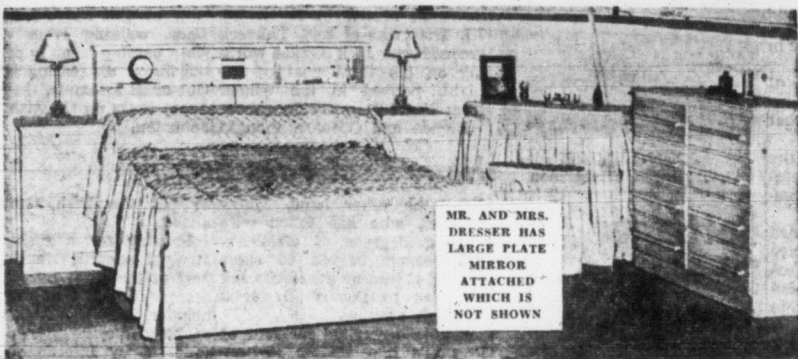 MR. AND MRS.
DRESSER HAS
LARGE PLATE
MIRROR
ATTACHED
WHICH IS
NOT SHOWN